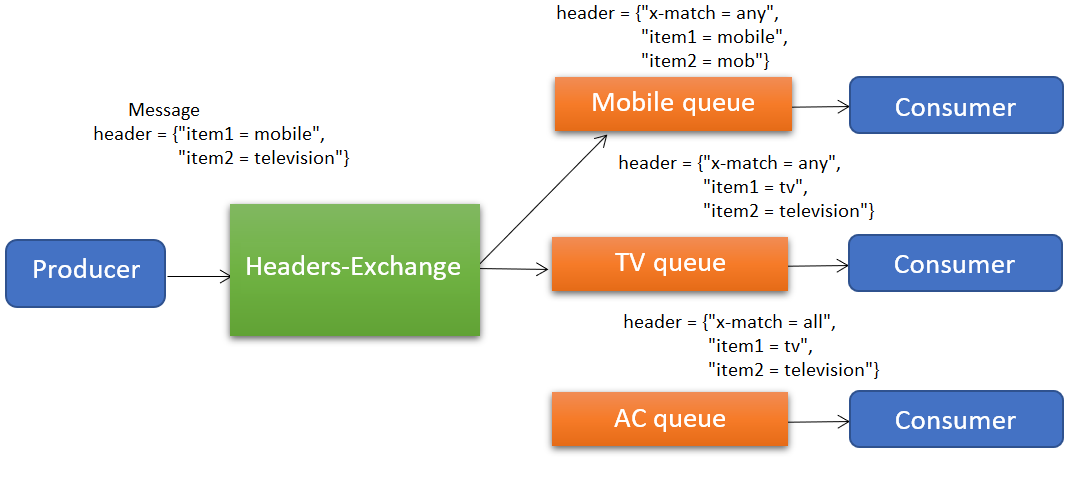 header = {"x-match = any",
"item1 = mobile",
"item2 = mob"}
Mobile queue
Consumer
Message
header = {"item1 = mobile",
"item2 = television"}
header = {"x-match = any",
"item1 = tv",
"item2 = television"}
Producer
Headers-Exchange
TV queue
Consumer
header = {"x-match = all",
"item1 = tv",
"item2 = television"}
AC queue
Consumer